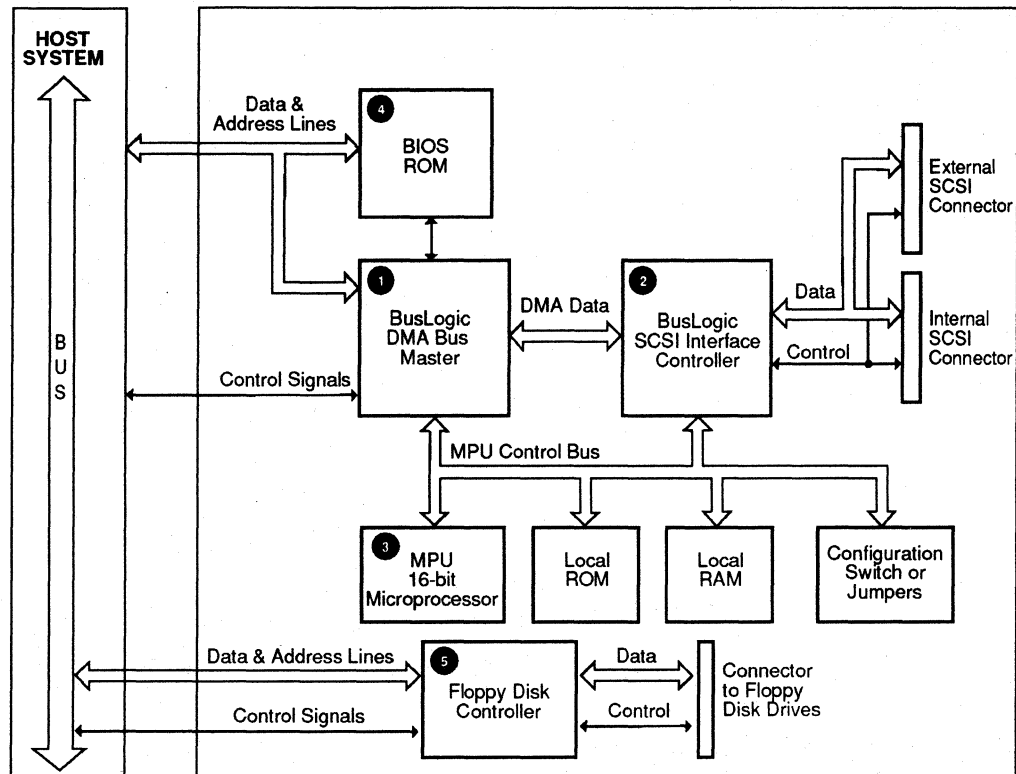 HOST
SYSTEM
B
U
S
Data &
Address Lines
4
BIOS
ROM
External
SCSI
Connector
1
BusLogic
DMA Bus
Master
DMA Data
2
BusLogic
SCSI Interface
Controller
Data
Control
Internal
SCSI
Connector
Control Signals
MPU Control Bus
3
MPU
16-bit
Microprocessor
Local
ROM
Local
RAM
Configuration
Switch or
Jumpers
Data & Address Lines
Control Signals
5
Floppy Disk
Controller
Data
Control
Connector
to Floppy
Disk Drives